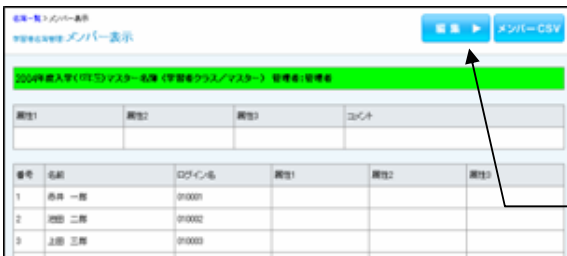 名簿一覧 > メンバー表示
学習者名簿管理 メンバー表示
編集 ▶ メンバーCSV
2004年度入学マスター名簿(学習者クラス/マスター) 管理者:管理者
属性1 属性2 属性3 コメント
番号 名前 ログイン名 属性1 属性2 属性3
1 赤井 一郎 010001
2 池田 二郎 010002
3 上田 三郎 010003